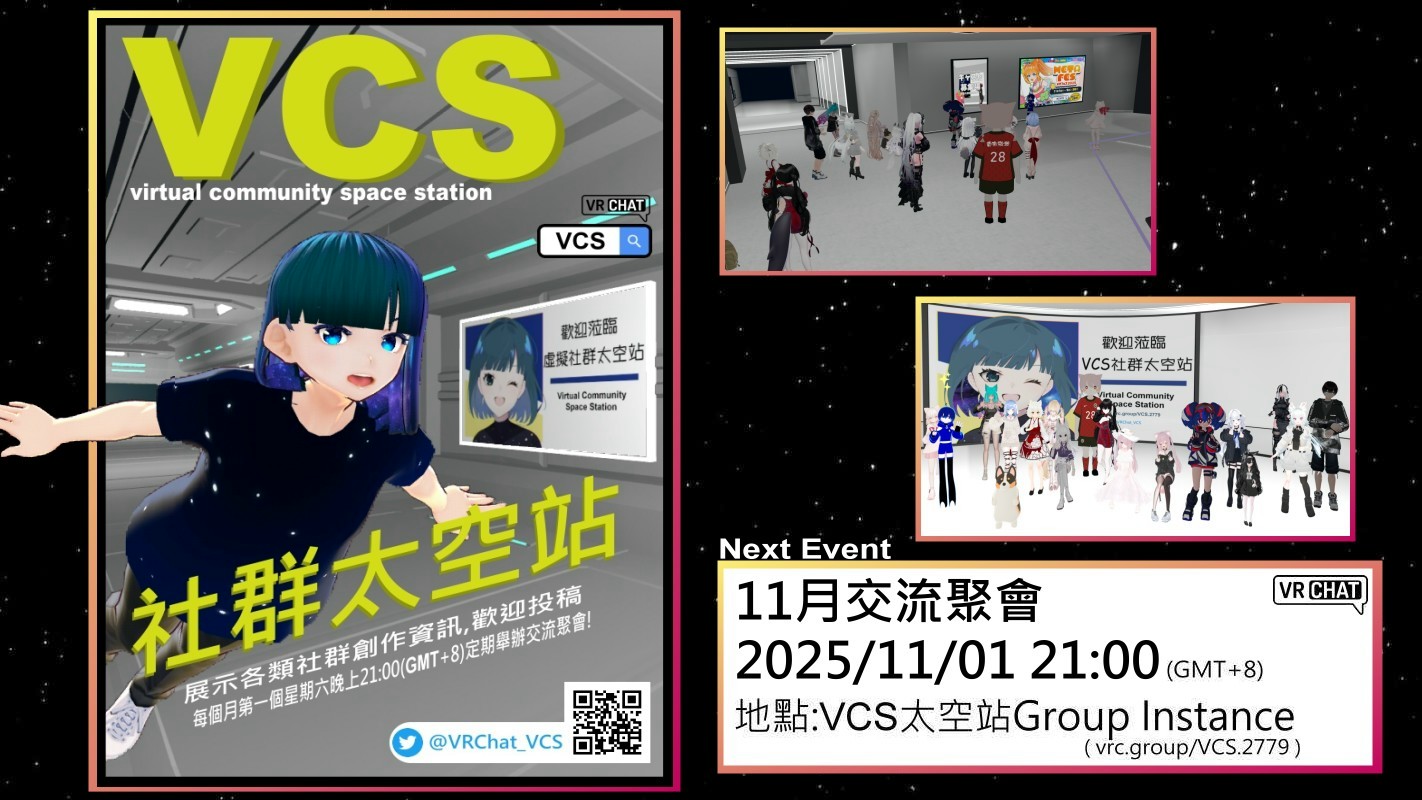 VCS
virtual community space station
VRCHAT
VCS
歡迎蒞臨
虛擬社群太空站
Virtual Community
Space Station
社群太空站
展示各類社群創作資訊,歡迎投稿
每個月第一個星期六晚上21:00(GMT+8)定期舉辦交流聚會!
@VRChat_VCS
28
歡迎蒞臨
VCS社群太空站
Virtual Community
Space Station
28
Next Event
11月交流聚會
VRCHAT
2025/11/01 21:00 (GMT+8)
地點:VCS太空站Group Instance
( vrc.group/VCS.2779 )